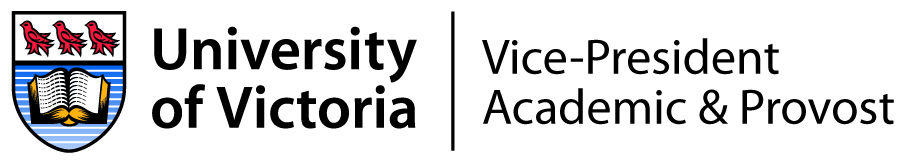 University
of Victoria
Vice-President
Academic & Provost